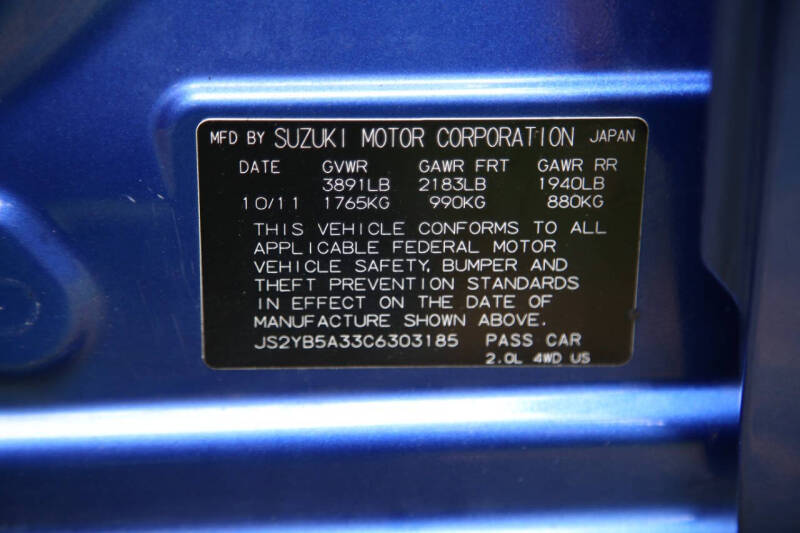 MFD BY SUZUKI MOTOR CORPORATION JAPAN
DATE GVWR GAWR FRT GAWR RR
3891LB 2183LB 1940LB
10/11 1765KG 990KG 880KG
THIS VEHICLE CONFORMS TO ALL
APPLICABLE FEDERAL MOTOR
VEHICLE SAFETY, BUMPER AND
THEFT PREVENTION STANDARDS
IN EFFECT ON THE DATE OF
MANUFACTURE SHOWN ABOVE.
JS2YB5A33C6303185 PASS CAR
2.0L 4WD US